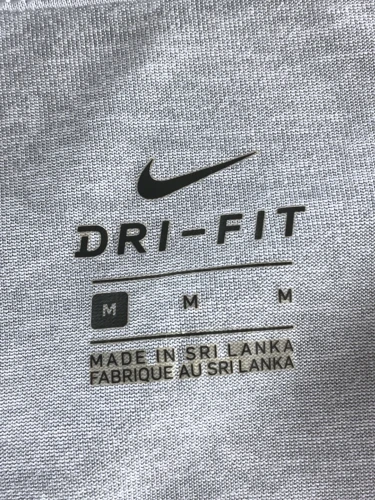 DRI-FIT
M M M
MADE IN SRI LANKA
FABRIQUE AU SRI LANKA